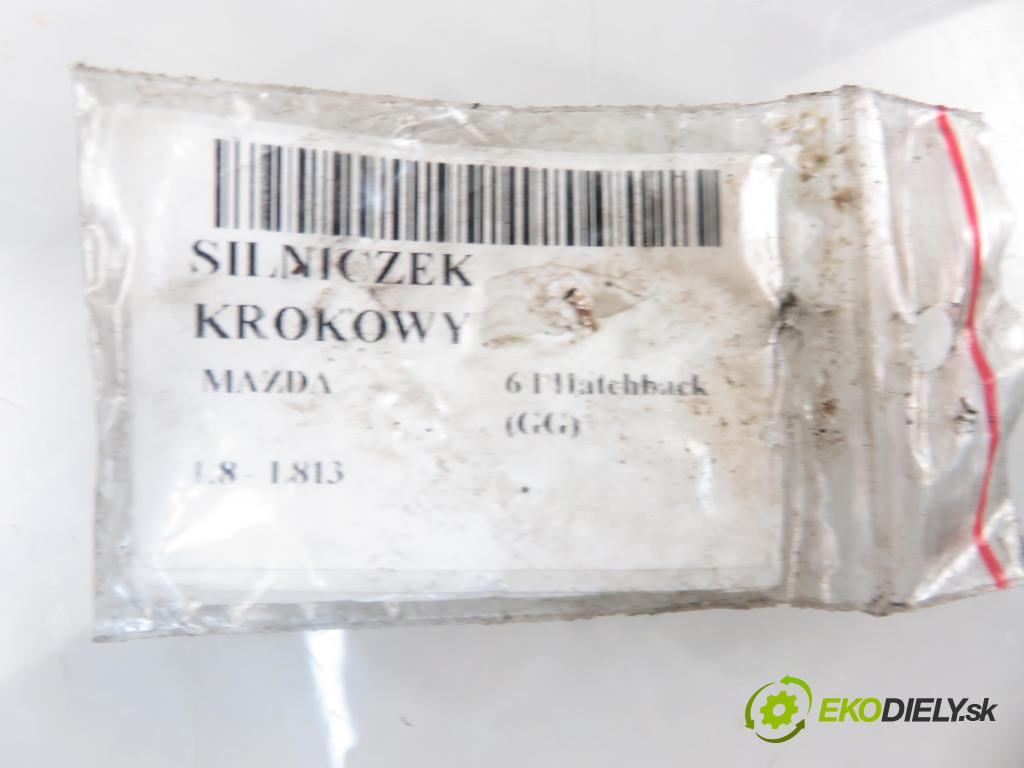 SILNICZEK
KROKOWY
MAZDA 6 I Hatchback
(GG)
1.8 - L813
EKODIELY.sk